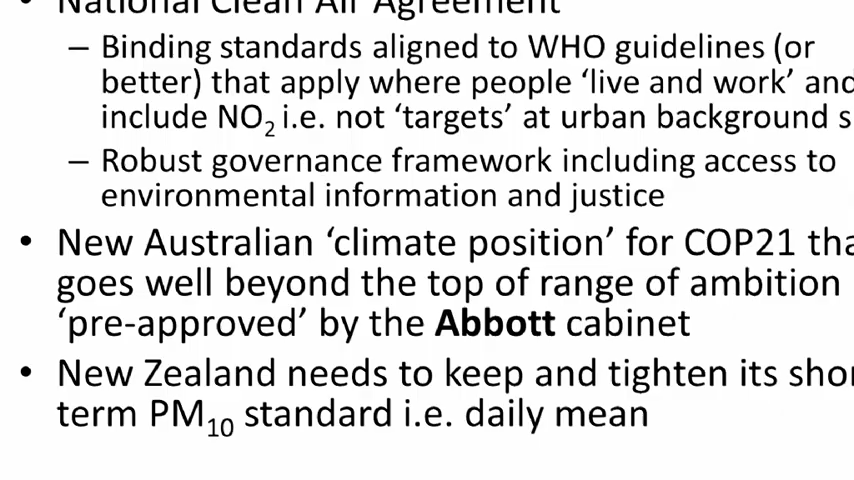 • National Clean Air Agreement
– Binding standards aligned to WHO guidelines (or
better) that apply where people ‘live and work’ and
include NO₂ i.e. not ‘targets’ at urban background s
– Robust governance framework including access to
environmental information and justice
• New Australian ‘climate position’ for COP21 tha
goes well beyond the top of range of ambition
‘pre-approved’ by the Abbott cabinet
• New Zealand needs to keep and tighten its shor
term PM₁₀ standard i.e. daily mean